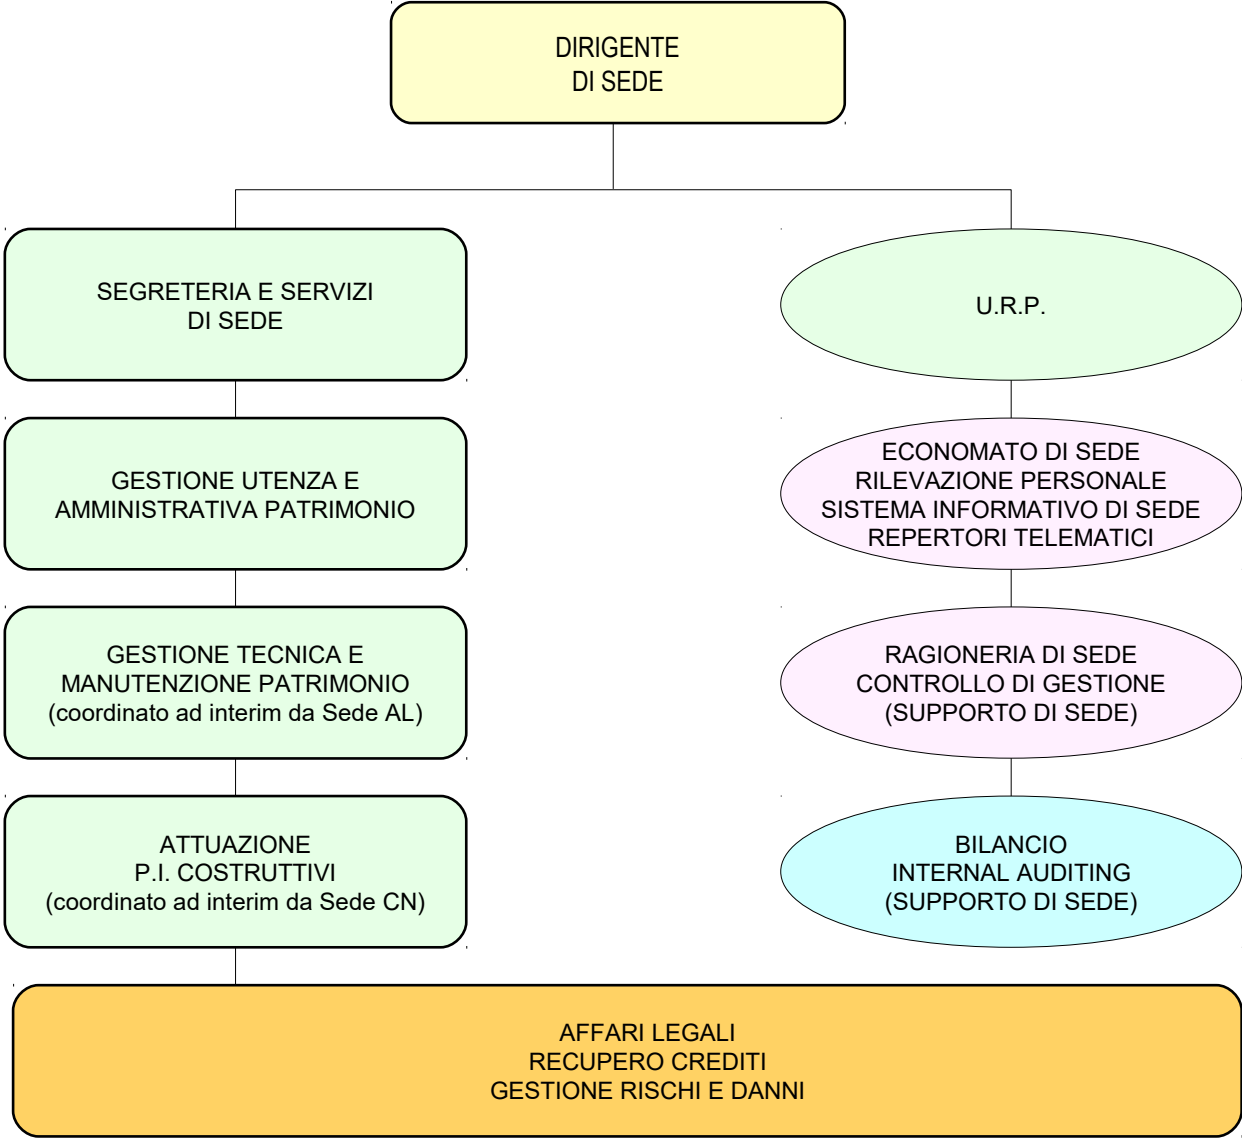 DIRIGENTE
DI SEDE
SEGRETERIA E SERVIZI
DI SEDE
U.R.P.
GESTIONE UTENZA E
AMMINISTRATIVA PATRIMONIO
ECONOMATO DI SEDE
RILEVAZIONE PERSONALE
SISTEMA INFORMATIVO DI SEDE
REPERTORI TELEMATICI
GESTIONE TECNICA E
MANUTENZIONE PATRIMONIO
(coordinato ad interim da Sede AL)
RAGIONERIA DI SEDE
CONTROLLO DI GESTIONE
(SUPPORTO DI SEDE)
ATTUAZIONE
P.I. COSTRUTTIVI
(coordinato ad interim da Sede CN)
BILANCIO
INTERNAL AUDITING
(SUPPORTO DI SEDE)
AFFARI LEGALI
RECUPERO CREDITI
GESTIONE RISCHI E DANNI